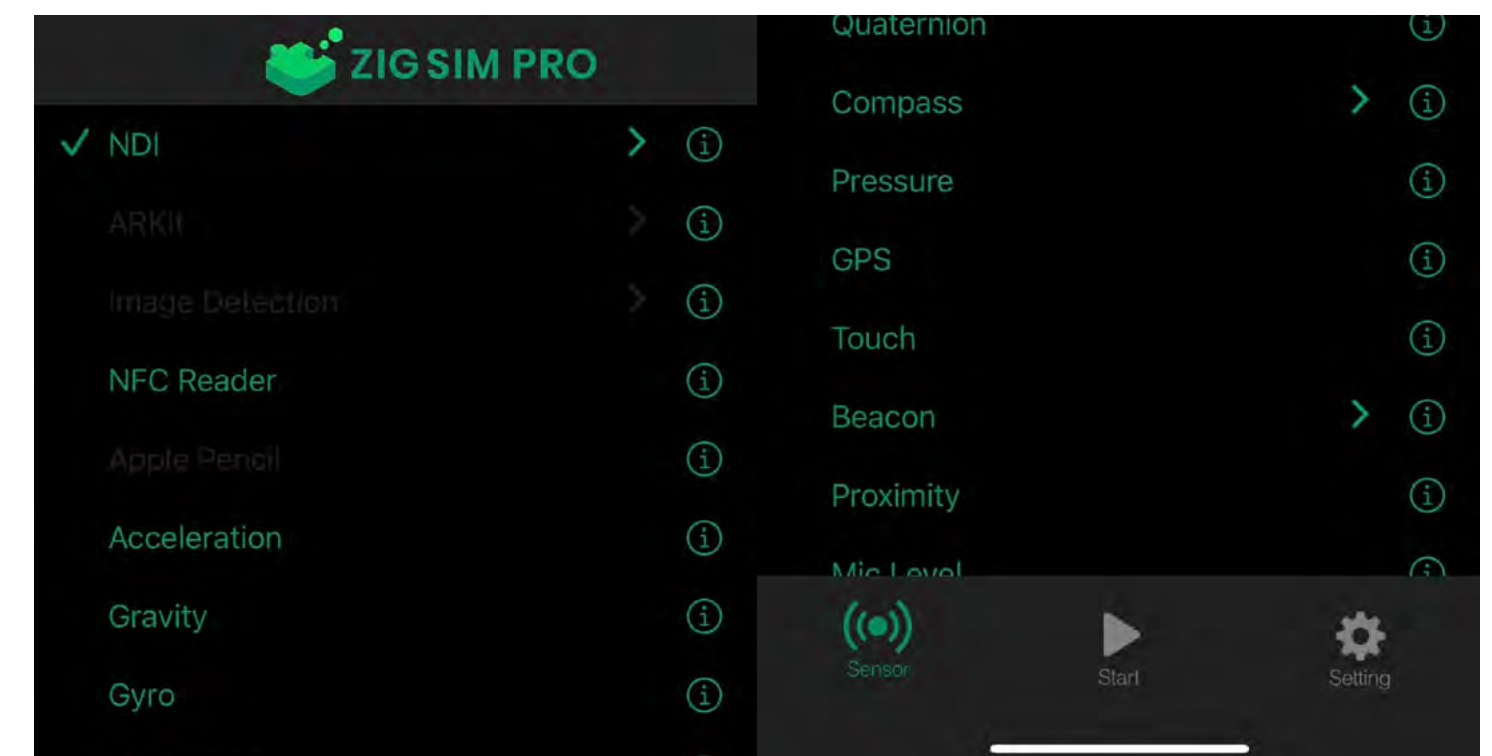 ZIG SIM PRO
NDI
ARKit
Image Detection
NFC Reader
Apple Pencil
Acceleration
Gravity
Gyro
Quaternion
Compass
Pressure
GPS
Touch
Beacon
Proximity
Mic Level
Sensor
Start
Setting